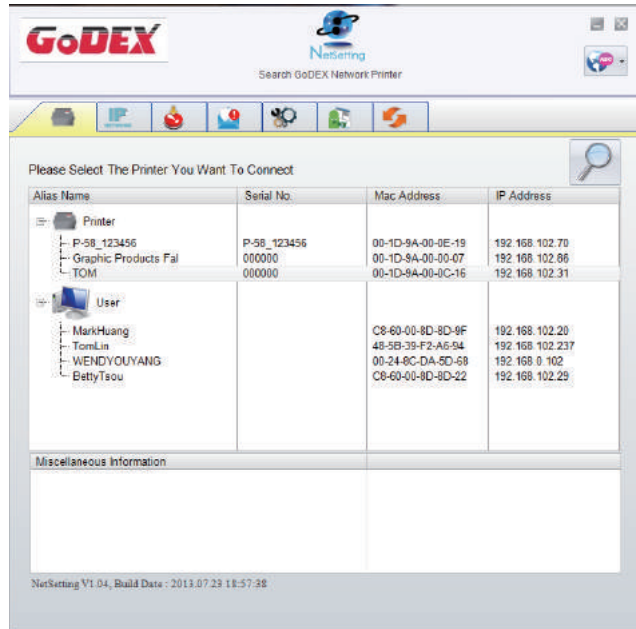 GoDEX
NetSetting
Search GoDEX Network Printer
IP
NETWORK
Please Select The Printer You Want To Connect
Alias Name Serial No. Mac Address IP Address
Printer
P-58_123456 P-58_123456 00-1D-9A-00-0E-19 192.168.102.70
Graphic Products Fal 000000 00-1D-9A-00-00-07 192.168.102.86
TOM 000000 00-1D-9A-00-0C-16 192.168.102.31
User
MarkHuang C8-60-00-8D-8D-9F 192.168.102.20
TomLin 48-5B-39-F2-A6-94 192.168.102.237
WENDYOUYANG 00-24-8C-DA-5D-68 192.168.0.102
BettyTsou C8-60-00-8D-8D-22 192.168.102.29
Miscellaneous Information
NetSetting V1.04, Build Date : 2013.07.23 18:57:38